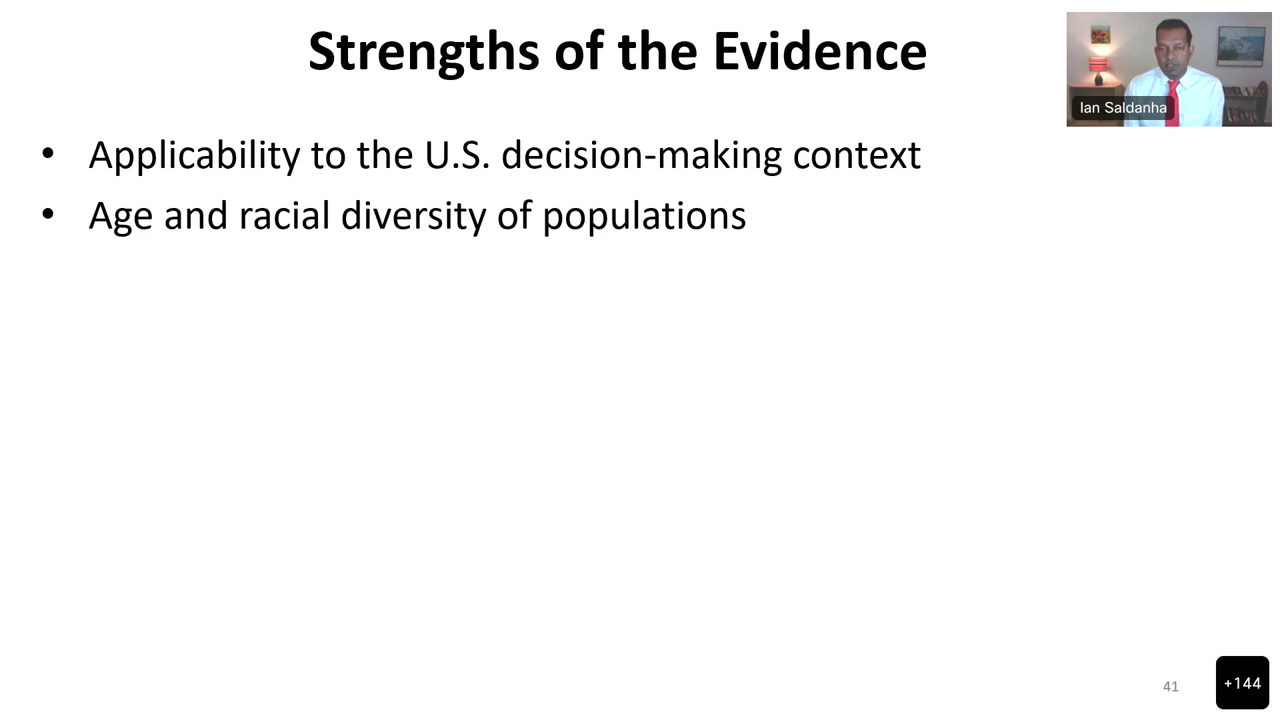 Strengths of the Evidence
Ian Saldanha
• Applicability to the U.S. decision-making context
• Age and racial diversity of populations
41
+144